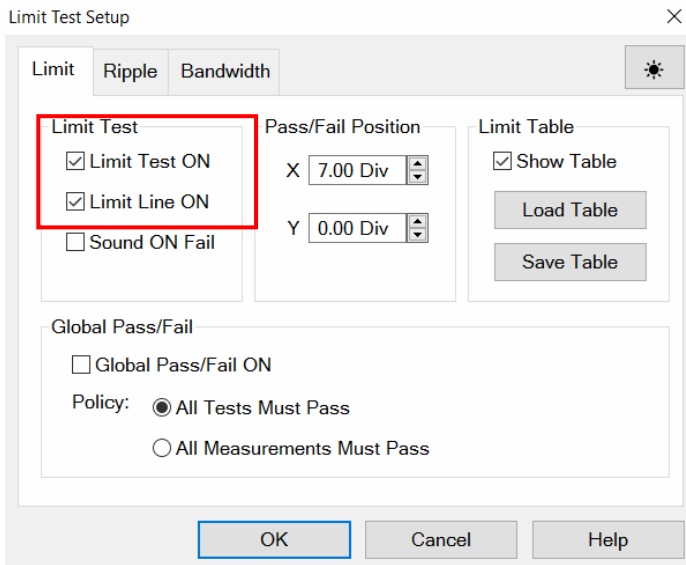 Limit Test Setup
Limit Ripple Bandwidth
Limit Test
Limit Test ON
Limit Line ON
Sound ON Fail
Pass/Fail Position
X 7.00 Div
Y 0.00 Div
Limit Table
Show Table
Load Table
Save Table
Global Pass/Fail
Global Pass/Fail ON
Policy:
All Tests Must Pass
All Measurements Must Pass
OK Cancel Help